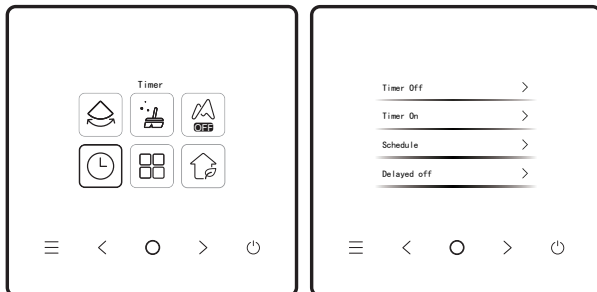 Timer
OFF
Timer Off
Timer On
Schedule
Delayed off